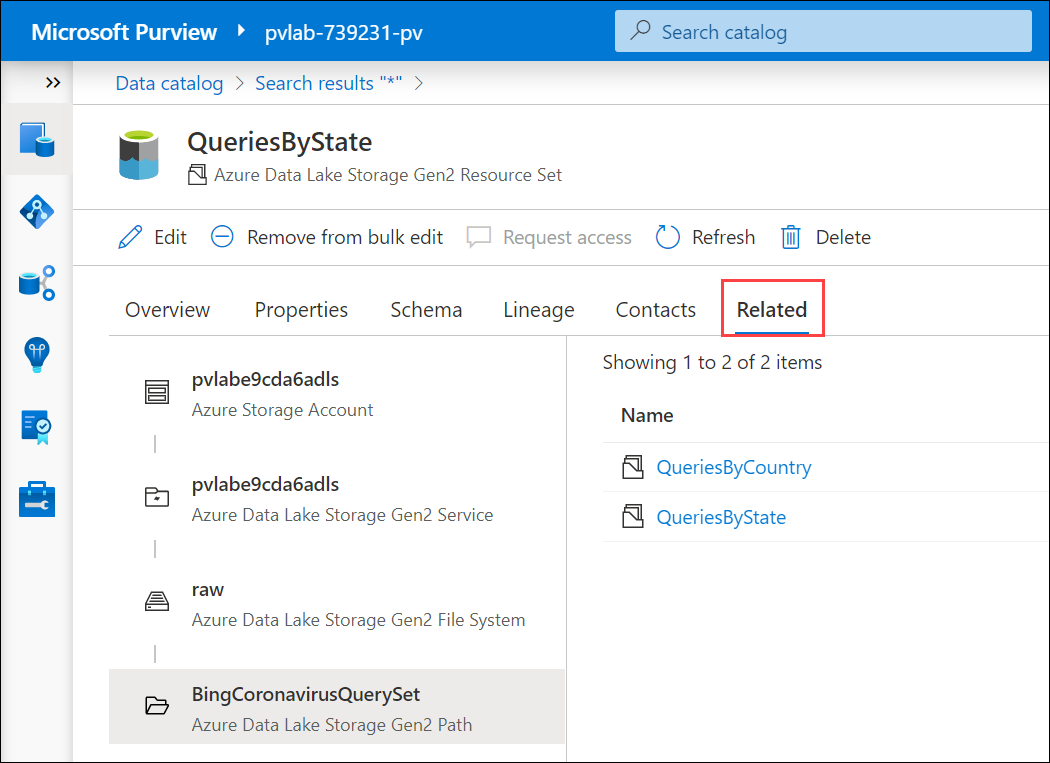 Microsoft Purview pvlab-739231-pv
Search catalog
Data catalog > Search results "*" >
QueriesByState
Azure Data Lake Storage Gen2 Resource Set
Edit Remove from bulk edit Request access Refresh Delete
Overview Properties Schema Lineage Contacts Related
pvlabe9cda6adls
Azure Storage Account
pvlabe9cda6adls
Azure Data Lake Storage Gen2 Service
raw
Azure Data Lake Storage Gen2 File System
BingCoronavirusQuerySet
Azure Data Lake Storage Gen2 Path
Showing 1 to 2 of 2 items
Name
QueriesByCountry
QueriesByState